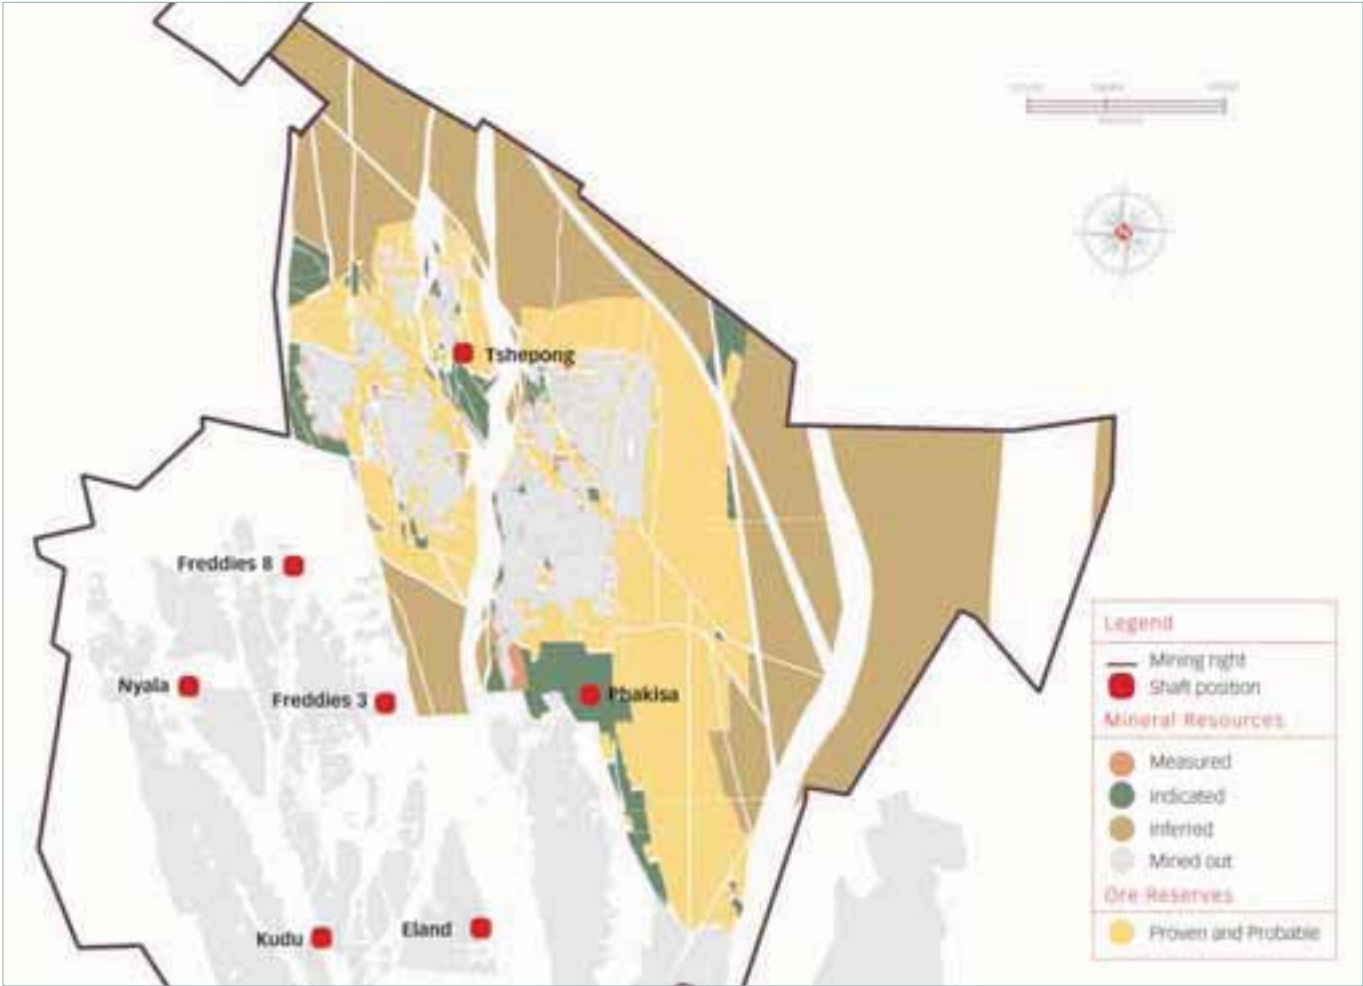 Tshepong
Freddies 8
Nyala
Freddies 3
Phakisa
Kudu
Eland
Legend
Mining right
Shaft position
Mineral Resources
Measured
Indicated
Inferred
Mined out
Ore Reserves
Proven and Probable